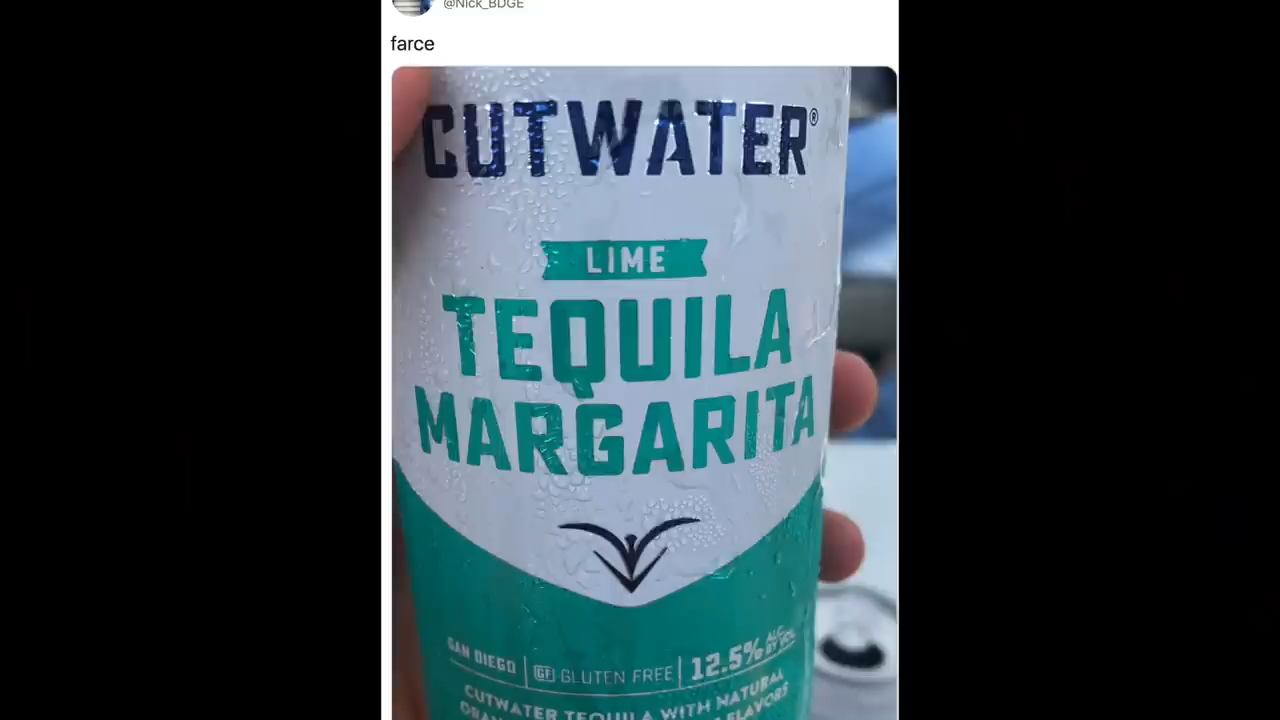 @Nick_BDGE
farce
CUTWATER®
LIME
TEQUILA
MARGARITA
SAN DIEGO GF GLUTEN FREE 12.5% ALC BY VOL
CUTWATER TEQUILA WITH NATURAL
FLAVORS